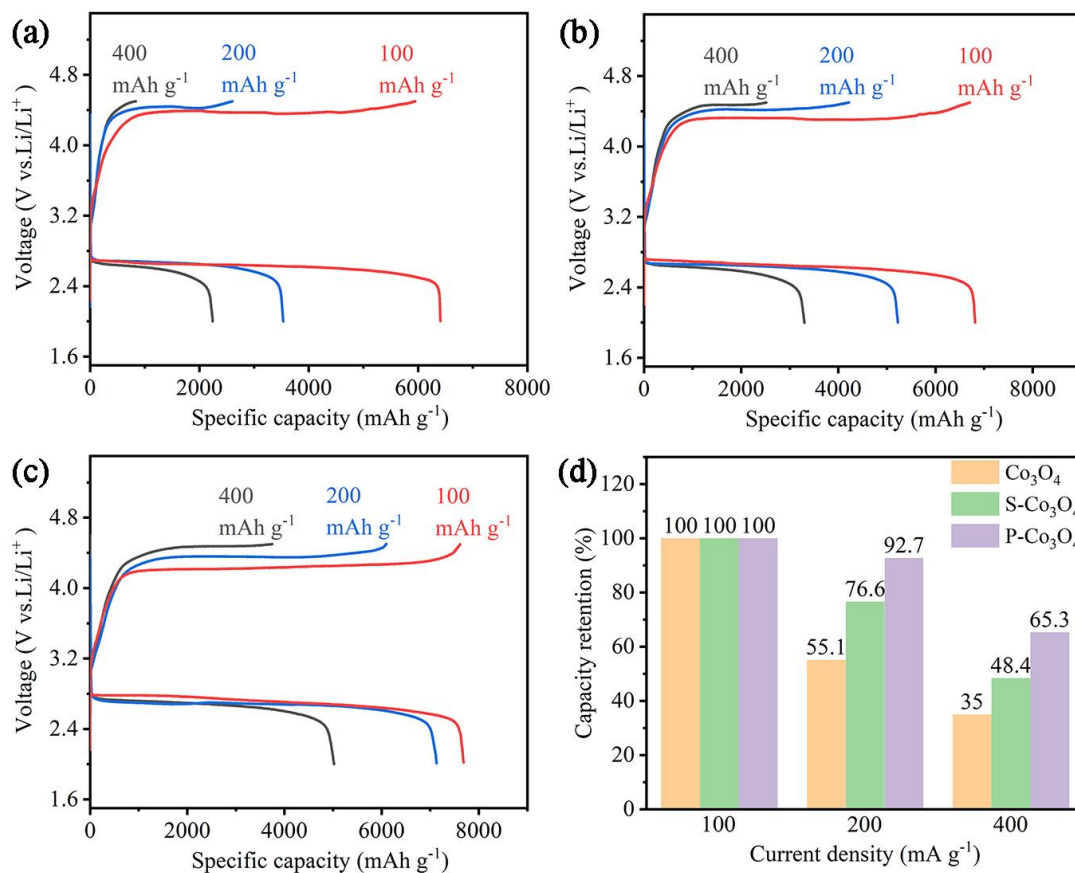 (a)
400
mAh g⁻¹
200
mAh g⁻¹
100
mAh g⁻¹
Voltage (V vs.Li/Li⁺)
4.8
4.0
3.2
2.4
1.6
0 2000 4000 6000 8000
Specific capacity (mAh g⁻¹)
(b)
400
mAh g⁻¹
200
mAh g⁻¹
100
mAh g⁻¹
Voltage (V vs.Li/Li⁺)
4.8
4.0
3.2
2.4
1.6
0 2000 4000 6000 8000
Specific capacity (mAh g⁻¹)
(c)
400
mAh g⁻¹
200
mAh g⁻¹
100
mAh g⁻¹
Voltage (V vs.Li/Li⁺)
4.8
4.0
3.2
2.4
1.6
0 2000 4000 6000 8000
Specific capacity (mAh g⁻¹)
(d)
Co₃O₄
S-Co₃O₄
P-Co₃O₄
Capacity retention (%)
120
100
80
60
40
20
0
100 100 100
55.1
76.6
92.7
35
48.4
65.3
100 200 400
Current density (mA g⁻¹)